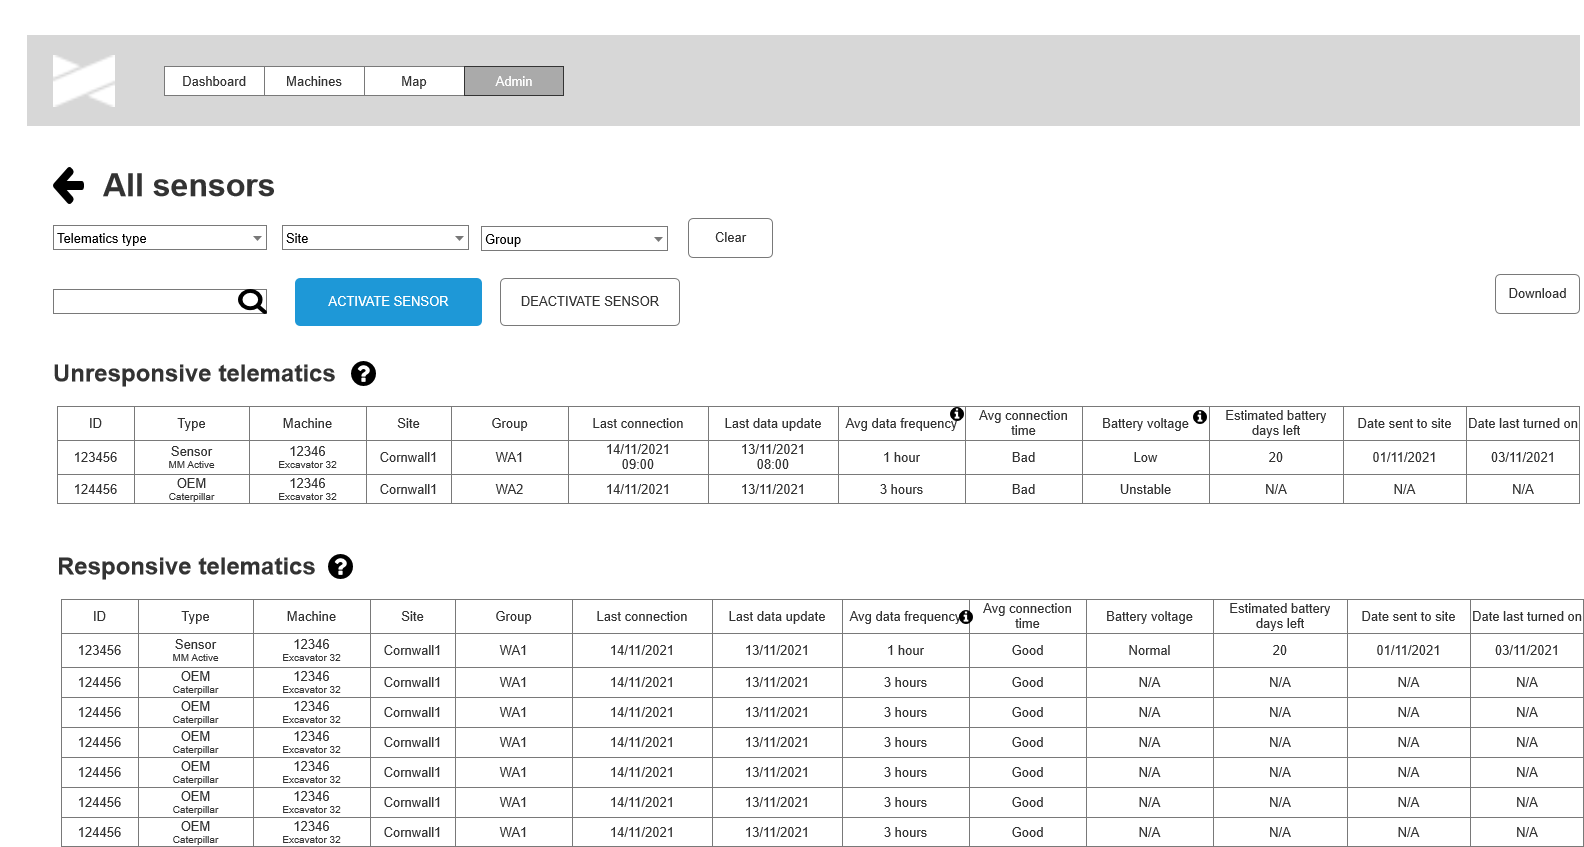 Dashboard Machines Map Admin
All sensors
Telematics type Site Group Clear
ACTIVATE SENSOR DEACTIVATE SENSOR Download
Unresponsive telematics ?
ID Type Machine Site Group Last connection Last data update Avg data frequency Avg connection time Battery voltage Estimated battery days left Date sent to site Date last turned on
123456 Sensor MM Active 12346 Excavator 32 Cornwall1 WA1 14/11/2021 09:00 13/11/2021 08:00 1 hour Bad Low 20 01/11/2021 03/11/2021
124456 OEM Caterpillar 12346 Excavator 32 Cornwall1 WA2 14/11/2021 13/11/2021 3 hours Bad Unstable N/A N/A N/A
Responsive telematics ?
ID Type Machine Site Group Last connection Last data update Avg data frequency Avg connection time Battery voltage Estimated battery days left Date sent to site Date last turned on
123456 Sensor MM Active 12346 Excavator 32 Cornwall1 WA1 14/11/2021 13/11/2021 1 hour Good Normal 20 01/11/2021 03/11/2021
124456 OEM Caterpillar 12346 Excavator 32 Cornwall1 WA1 14/11/2021 13/11/2021 3 hours Good N/A N/A N/A N/A
124456 OEM Caterpillar 12346 Excavator 32 Cornwall1 WA1 14/11/2021 13/11/2021 3 hours Good N/A N/A N/A N/A
124456 OEM Caterpillar 12346 Excavator 32 Cornwall1 WA1 14/11/2021 13/11/2021 3 hours Good N/A N/A N/A N/A
124456 OEM Caterpillar 12346 Excavator 32 Cornwall1 WA1 14/11/2021 13/11/2021 3 hours Good N/A N/A N/A N/A
124456 OEM Caterpillar 12346 Excavator 32 Cornwall1 WA1 14/11/2021 13/11/2021 3 hours Good N/A N/A N/A N/A
124456 OEM Caterpillar 12346 Excavator 32 Cornwall1 WA1 14/11/2021 13/11/2021 3 hours Good N/A N/A N/A N/A